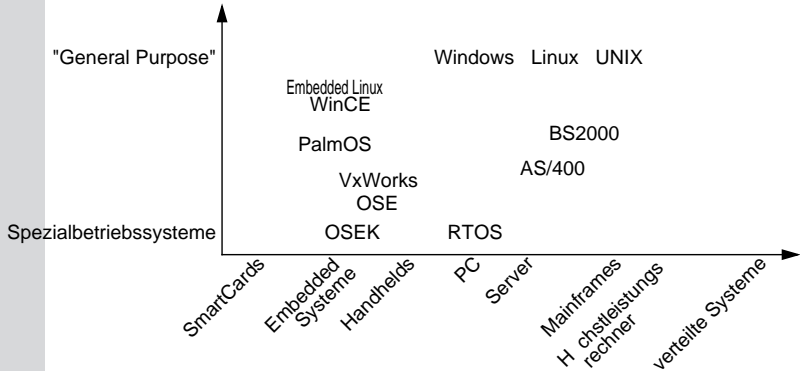 "General Purpose"
Windows Linux UNIX
Embedded Linux
WinCE
BS2000
PalmOS
AS/400
VxWorks
OSE
Spezialbetriebssysteme
OSEK
RTOS
SmartCards
Embedded
Systeme
Handhelds
PC
Server
Mainframes
H chstleistungs
rechner
verteilte Systeme